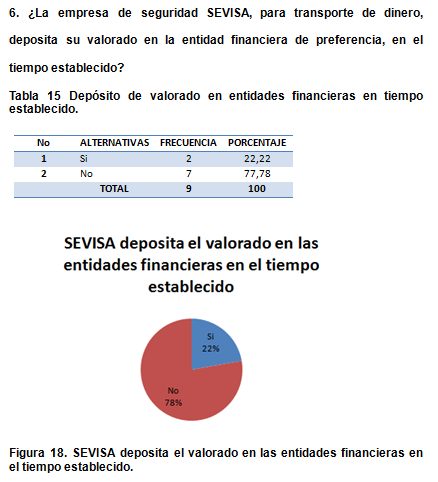 6. ¿La empresa de seguridad SEVISA, para transporte de dinero,
deposita su valorado en la entidad financiera de preferencia, en el
tiempo establecido?
Tabla 15 Depósito de valorado en entidades financieras en tiempo
establecido.
No ALTERNATIVAS FRECUENCIA PORCENTAJE
1 Si 2 22,22
2 No 7 77,78
TOTAL 9 100
SEVISA deposita el valorado en las
entidades financieras en el tiempo
establecido
Si
22%
No
78%
Figura 18. SEVISA deposita el valorado en las entidades financieras en
el tiempo establecido.